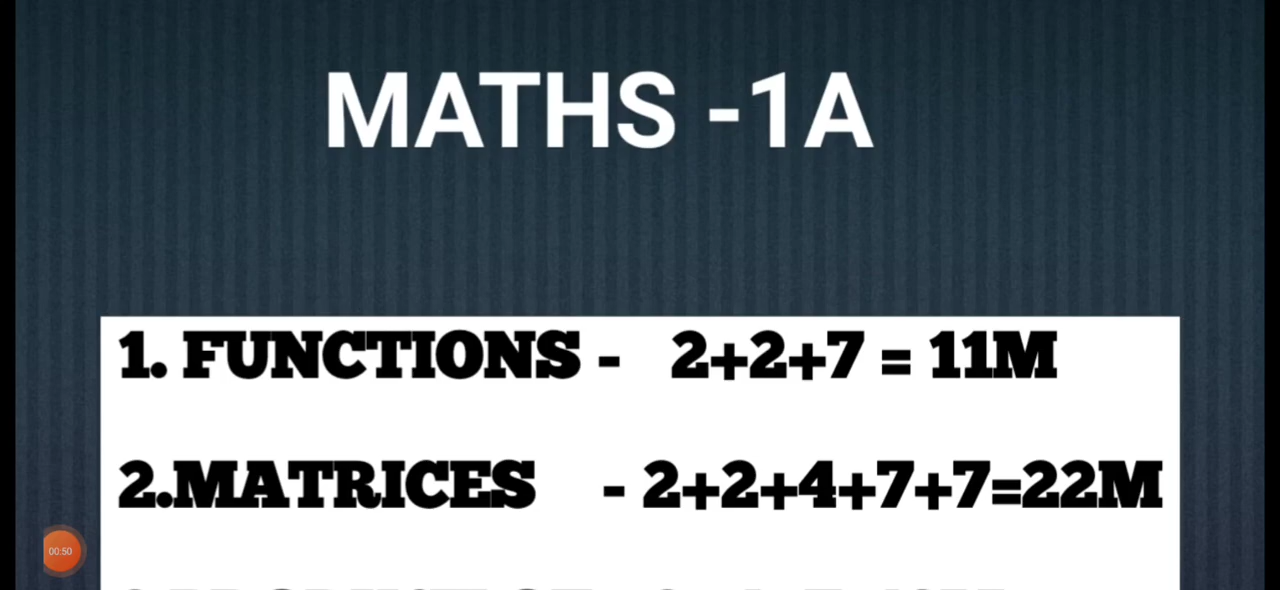 MATHS -1A
1. FUNCTIONS - 2+2+7 = 11M
2.MATRICES - 2+2+4+7+7=22M
00:50